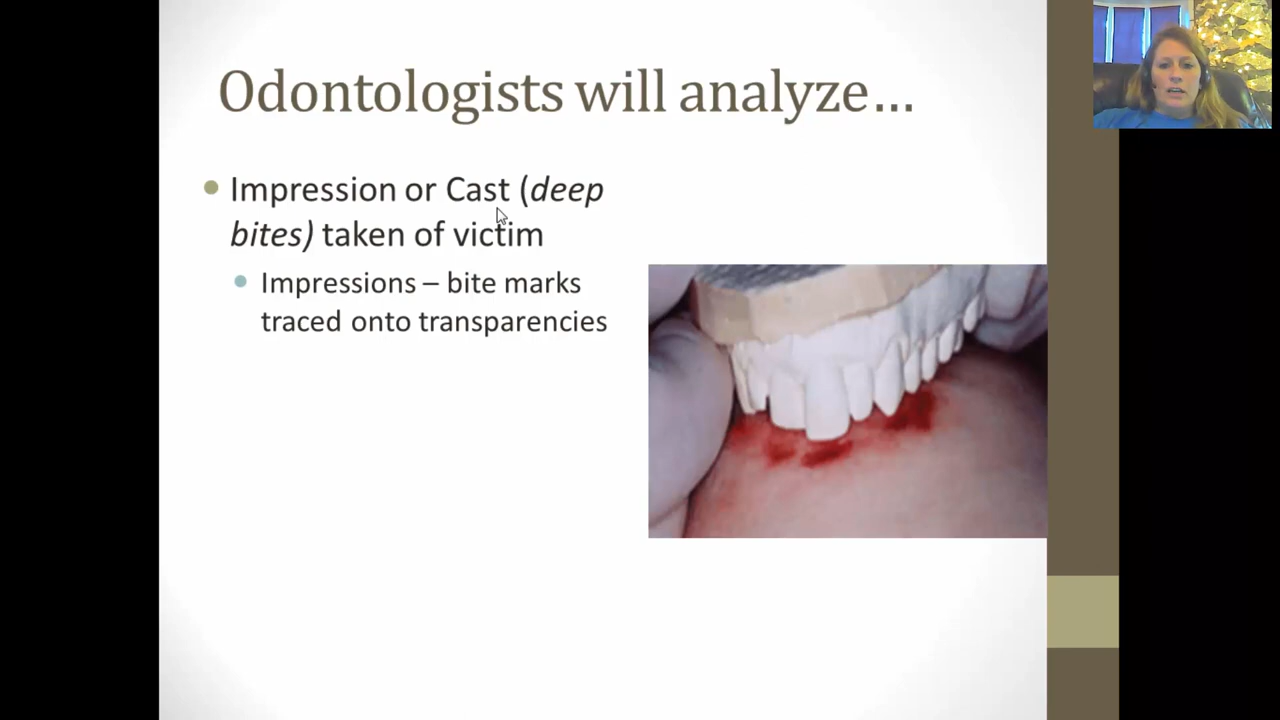 Odontologists will analyze…
Impression or Cast (deep
bites) taken of victim
Impressions – bite marks
traced onto transparencies